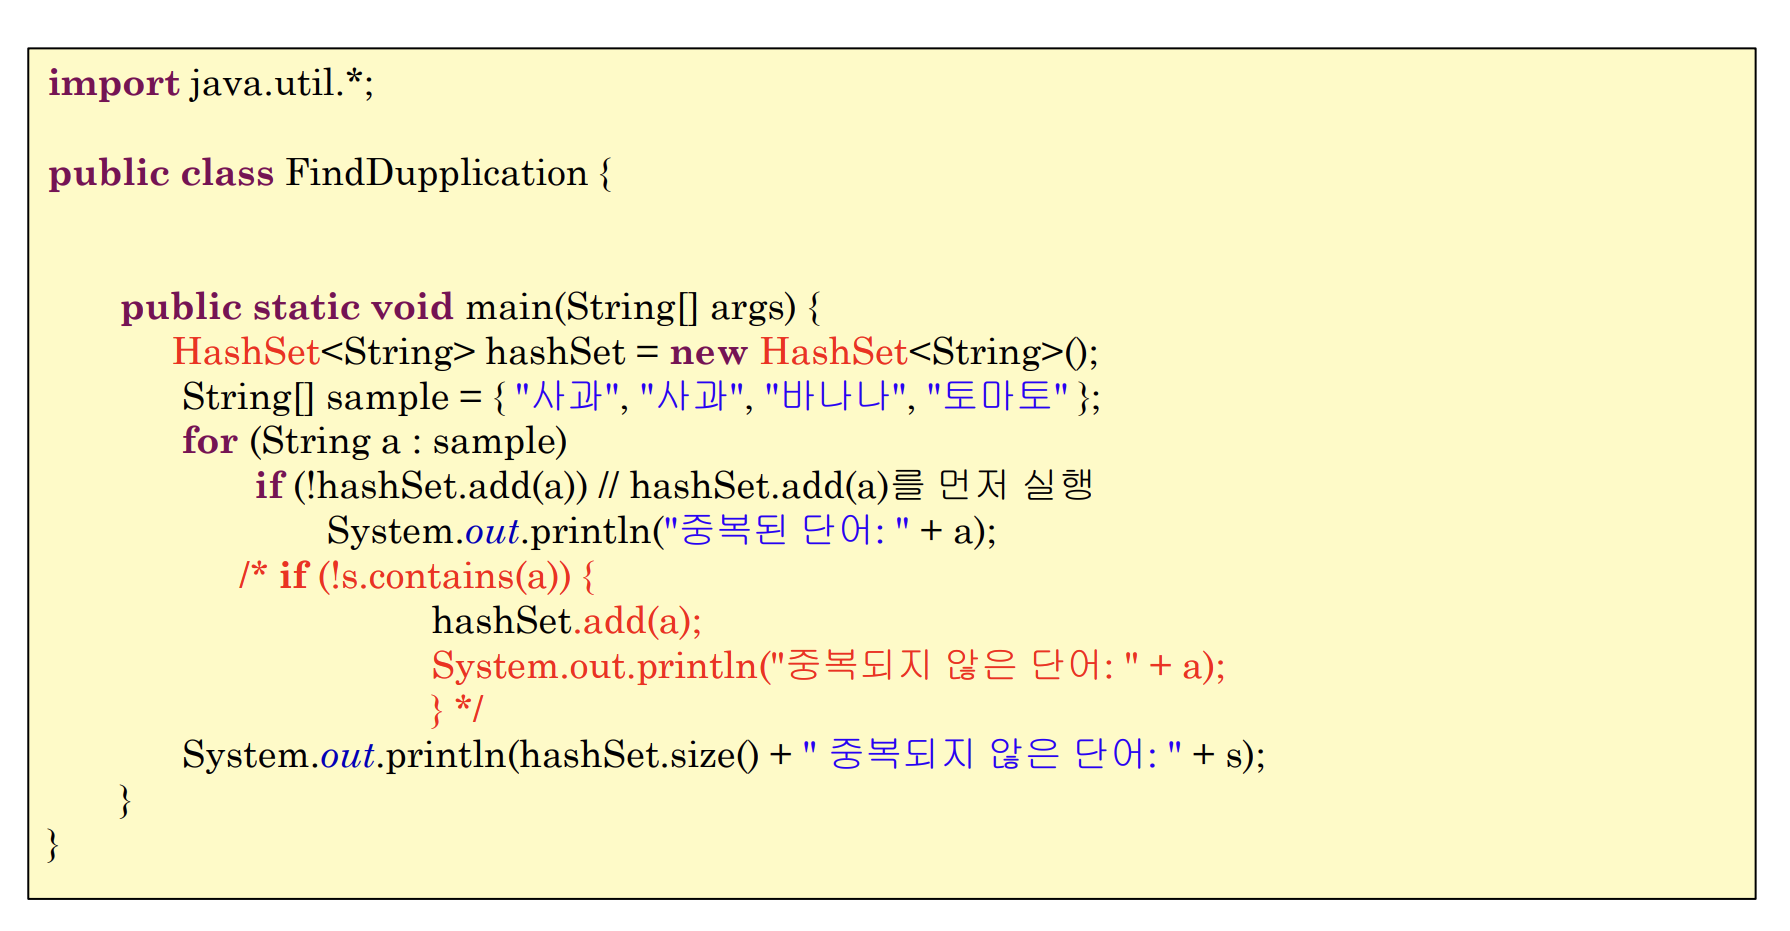 import java.util.*;
public class FindDupplication {
public static void main(String[] args) {
HashSet<String> hashSet = new HashSet<String>();
String[] sample = { "사과", "사과", "바나나", "토마토" };
for (String a : sample)
if (!hashSet.add(a)) // hashSet.add(a)를 먼저 실행
System.out.println("중복된 단어: " + a);
/* if (!s.contains(a)) {
hashSet.add(a);
System.out.println("중복되지 않은 단어: " + a);
} */
System.out.println(hashSet.size() + " 중복되지 않은 단어: " + s);
}
}